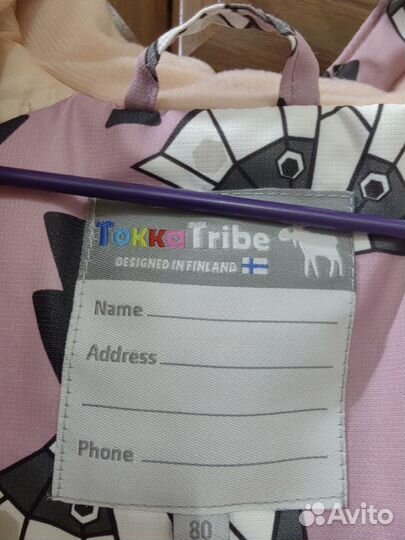 TokkaTribe
DESIGNED IN FINLAND
Name
Address
Phone
80
Avito